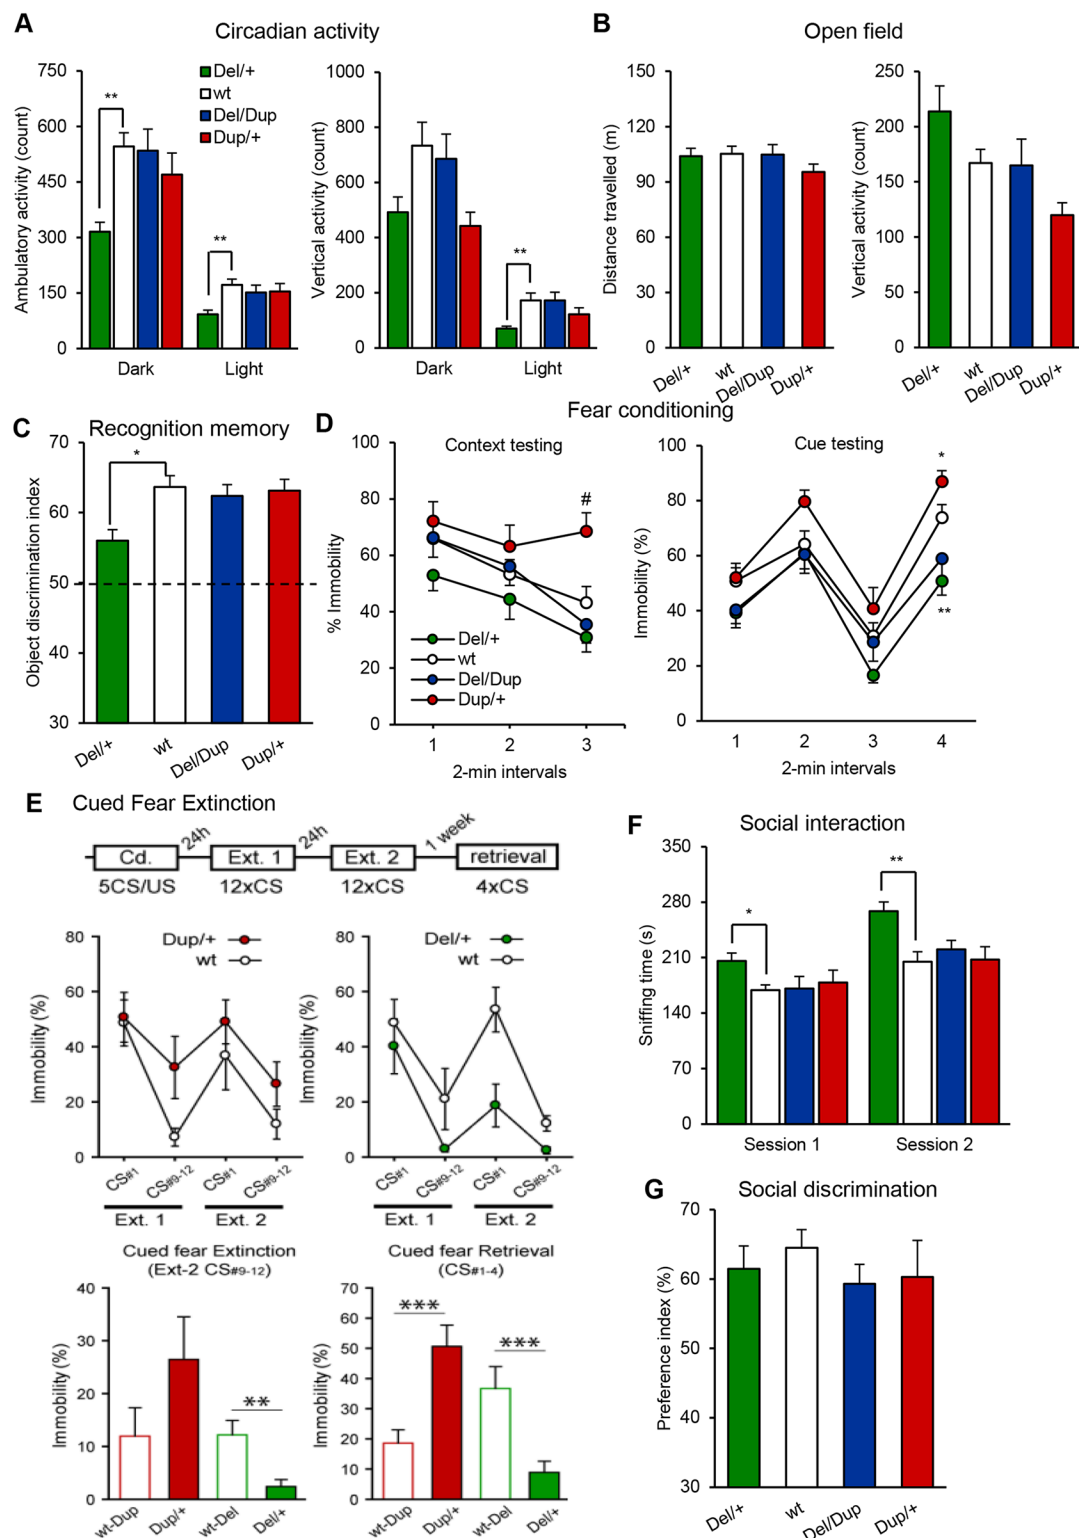 A
Circadian activity
Ambulatory activity (count)
750
600
450
300
150
0
**
**
Dark
Light
Del/+
wt
Del/Dup
Dup/+
Vertical activity (count)
1000
800
600
400
200
0
**
Dark
Light
B
Open field
Distance travelled (m)
150
120
90
60
30
0
Del/+
wt
Del/Dup
Dup/+
Vertical activity (count)
250
200
150
100
50
0
Del/+
wt
Del/Dup
Dup/+
C
Recognition memory
Object discrimination index
70
60
50
40
30
*
Del/+
wt
Del/Dup
Dup/+
D
Fear conditioning
Context testing
% Immobility
100
80
60
40
20
0
#
Del/+
wt
Del/Dup
Dup/+
1
2
3
2-min intervals
Cue testing
Immobility (%)
100
80
60
40
20
0
*
**
1
2
3
4
2-min intervals
E
Cued Fear Extinction
Cd.
24h
Ext. 1
24h
Ext. 2
1 week
retrieval
5CS/US
12xCS
12xCS
4xCS
Immobility (%)
80
60
40
20
0
Dup/+
wt
CS#1
CS#9-12
CS#1
CS#9-12
Ext. 1
Ext. 2
Immobility (%)
80
60
40
20
0
Del/+
wt
CS#1
CS#9-12
CS#1
CS#9-12
Ext. 1
Ext. 2
Cued fear Extinction
(Ext-2 CS#9-12)
Immobility (%)
40
30
20
10
0
**
wt-Dup
Dup/+
wt-Del
Del/+
Cued fear Retrieval
(CS#1-4)
Immobility (%)
70
60
50
40
30
20
10
0
***
***
wt-Dup
Dup/+
wt-Del
Del/+
F
Social interaction
Sniffing time (s)
350
280
210
140
70
0
*
**
Session 1
Session 2
G
Social discrimination
Preference index (%)
70
60
50
40
30
Del/+
wt
Del/Dup
Dup/+